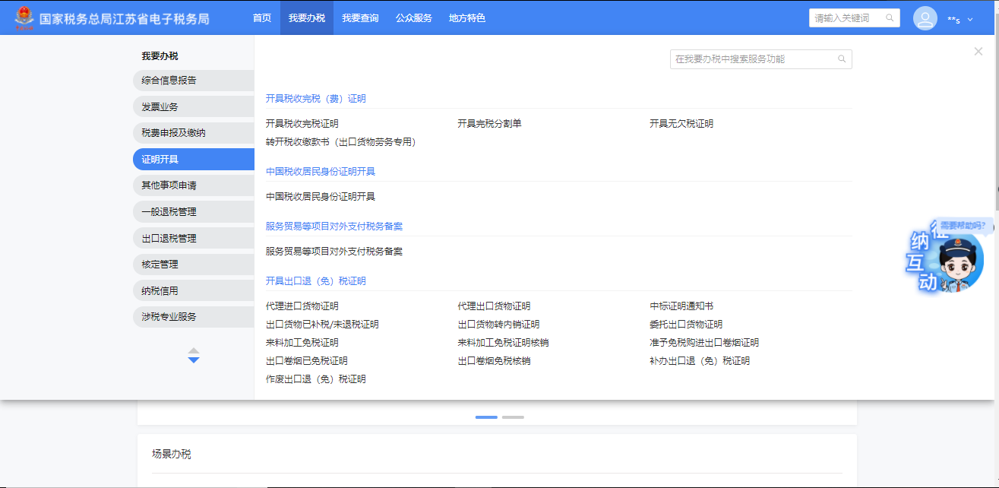 国家税务总局江苏省电子税务局
首页 我要办税 我要查询 公众服务 地方特色
请输入关键词
**s
我要办税
综合信息报告
发票业务
税费申报及缴纳
证明开具
其他事项申请
一般退税管理
出口退税管理
核定管理
纳税信用
涉税专业服务
在我要办税中搜索服务功能
开具税收完税（费）证明
开具税收完税证明 开具完税分割单 开具无欠税证明
转开税收缴款书（出口货物劳务专用）
中国税收居民身份证明开具
中国税收居民身份证明开具
服务贸易等项目对外支付税务备案
服务贸易等项目对外支付税务备案
开具出口退（免）税证明
代理进口货物证明 代理出口货物证明 中标证明通知书
出口货物已补税/未退税证明 出口货物转内销证明 委托出口货物证明
来料加工免税证明 来料加工免税证明核销 准予免税购进出口卷烟证明
出口卷烟已免税证明 出口卷烟免税核销 补办出口退（免）税证明
作废出口退（免）税证明
需要帮助吗?
征
纳
互
动
场景办税